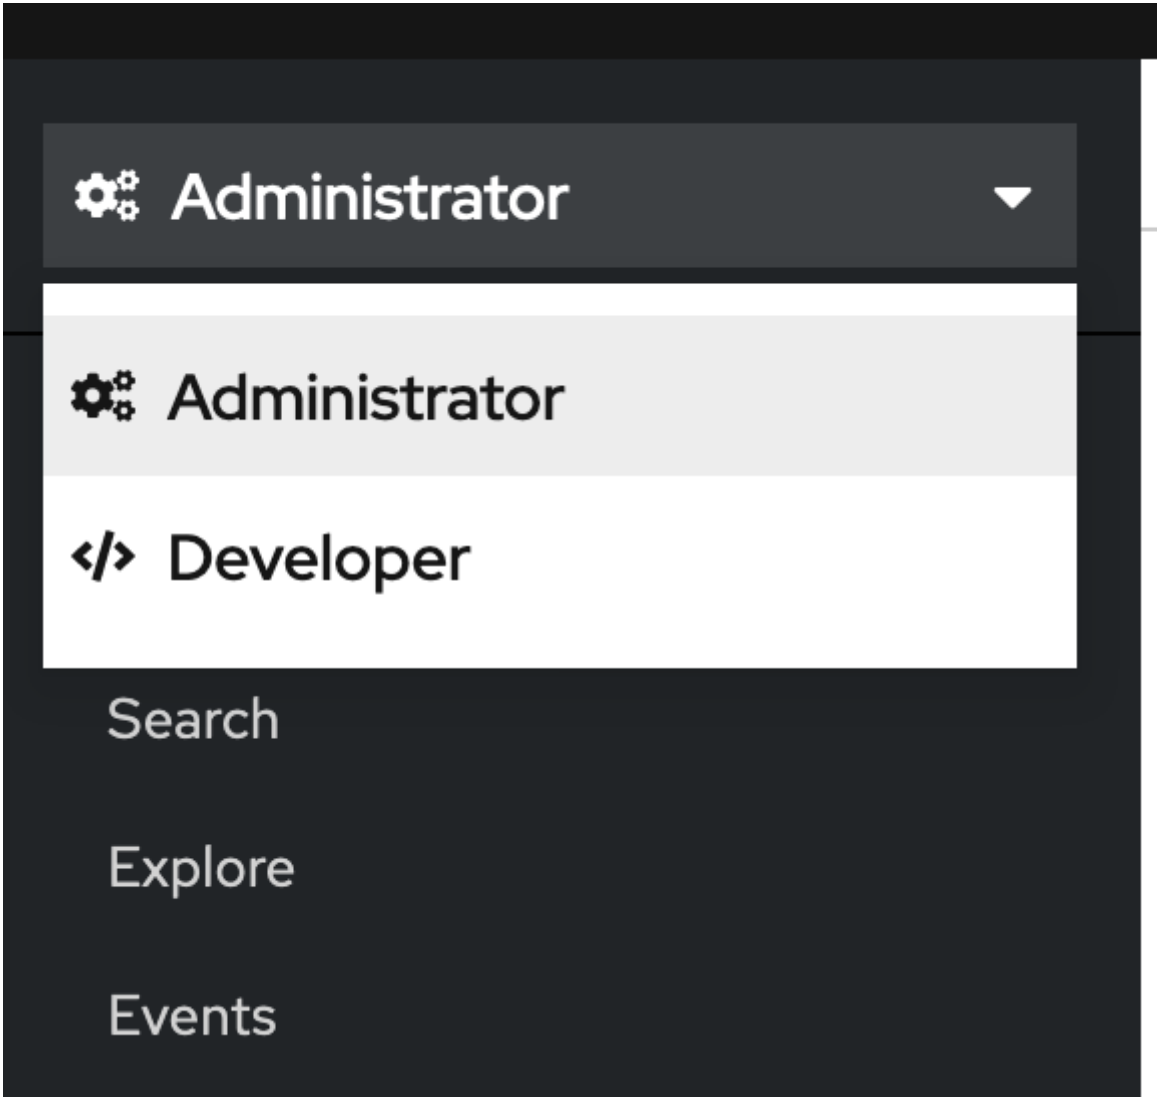 Administrator
Administrator
Developer
Search
Explore
Events